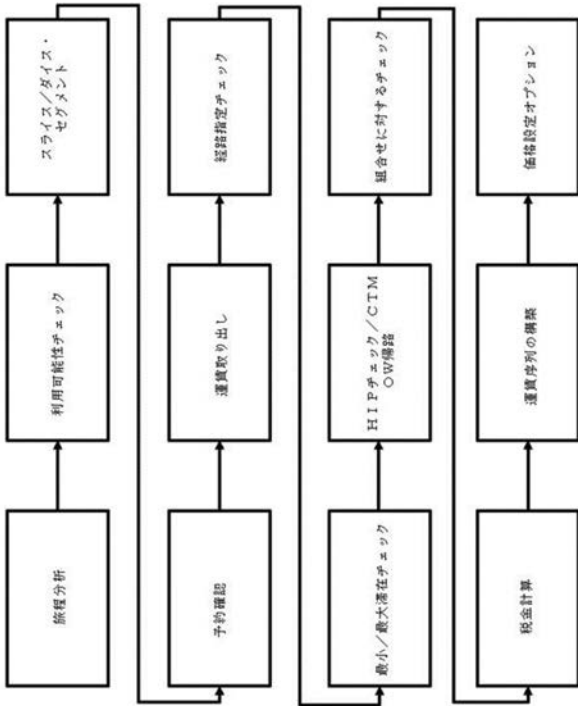 旅程分析
利用可能性チェック
スライス/ダイス・
セグメント
予約確認
運賃取り出し
経路指定チェック
最小/最大滞在チェック
HIPチェック/CTM
OW帰路
組合せに対するチェック
税金計算
運賃序列の構築
価格設定オプション